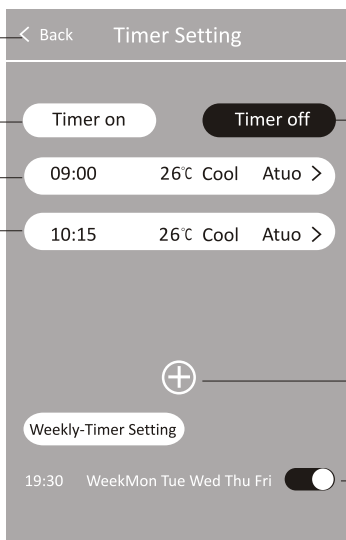 < Back Timer Setting
Timer on Timer off
09:00 26℃ Cool Atuo >
10:15 26℃ Cool Atuo >
Weekly-Timer Setting
19:30 WeekMon Tue Wed Thu Fri